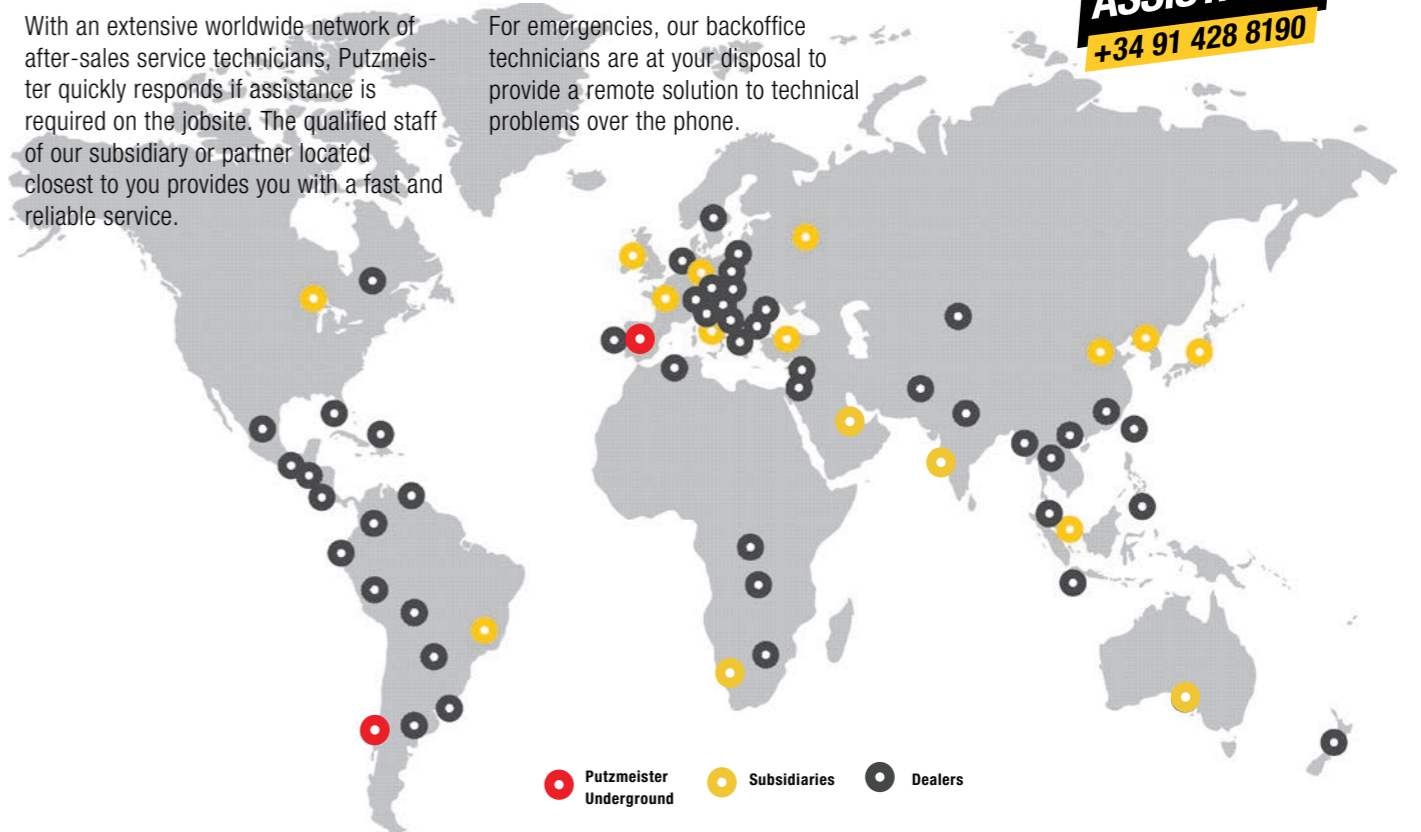 With an extensive worldwide network of
after-sales service technicians, Putzmeis-
ter quickly responds if assistance is
required on the jobsite. The qualified staff
of our subsidiary or partner located
closest to you provides you with a fast and
reliable service.
For emergencies, our backoffice
technicians are at your disposal to
provide a remote solution to technical
problems over the phone.
+34 91 428 8190
Putzmeister
Underground
Subsidiaries
Dealers